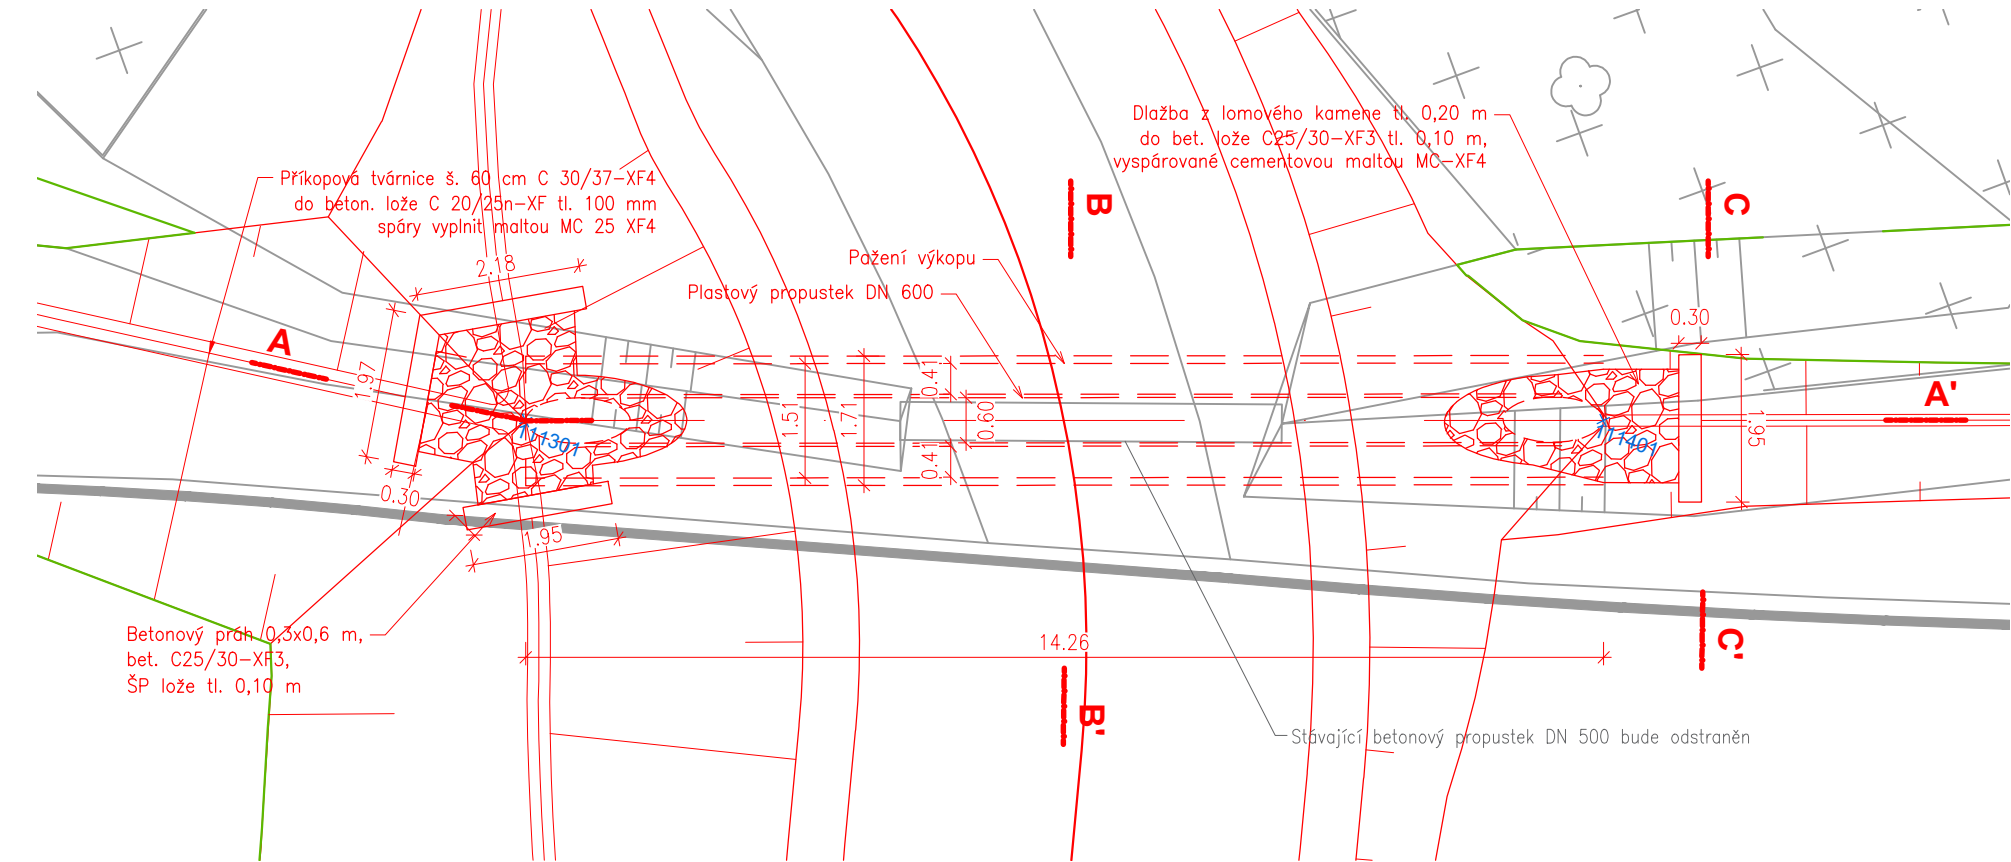 Dlažba z lomového kamene tl. 0,20 m
do bet. lože C25/30-XF3 tl. 0,10 m,
vyspárované cementovou maltou MC-XF4
Příkopová tvárnice š. 60 cm C 30/37-XF4
do beton. lože C 20/25n-XF tl. 100 mm
spáry vyplnit maltou MC 25 XF4
B
C
Pažení výkopu
2.18
Plastový propustek DN 600
0.30
A
1.97
0.41
A'
1.51
1.71
0.60
1.95
111301
111401
0.41
0.30
1.95
Betonový práh 0,3x0,6 m,
bet. C25/30-XF3,
ŠP lože tl. 0,10 m
14.26
C'
B'
Stávající betonový propustek DN 500 bude odstraněn